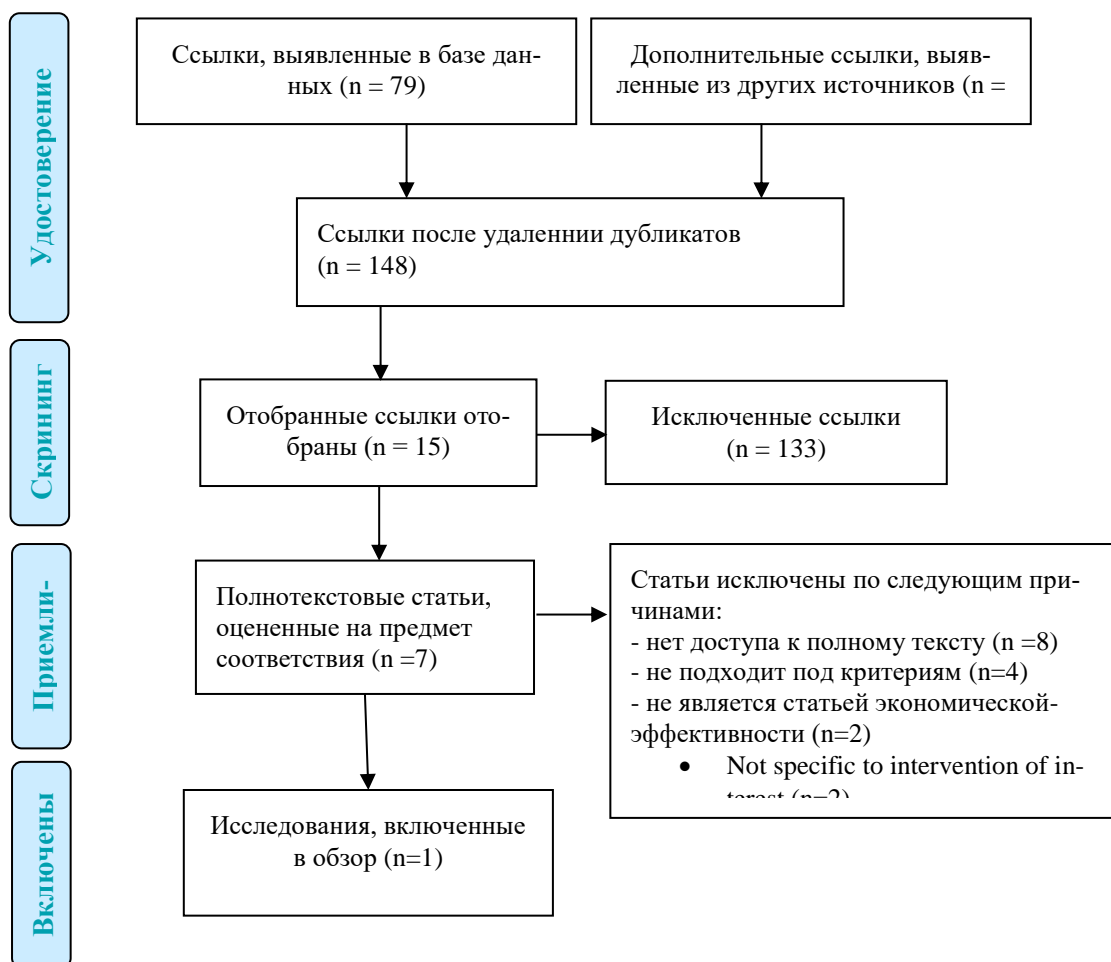 Удостоверение
Ссылки, выявленные в базе дан-
ных (n = 79)
Дополнительные ссылки, выяв-
ленные из других источников (n =
Ссылки после удаленнии дубликатов
(n = 148)
Скрининг
Отобранные ссылки ото-
браны (n = 15)
Исключенные ссылки
(n = 133)
Приемли-
Полнотекстовые статьи,
оцененные на предмет
соответствия (n =7)
Статьи исключены по следующим при-
чинами:
- нет доступа к полному тексту (n =8)
- не подходит под критериям (n=4)
- не является статьей экономической-
эффективности (n=2)
• Not specific to intervention of in-
terest (n=2)
Включены
Исследования, включенные
в обзор (n=1)